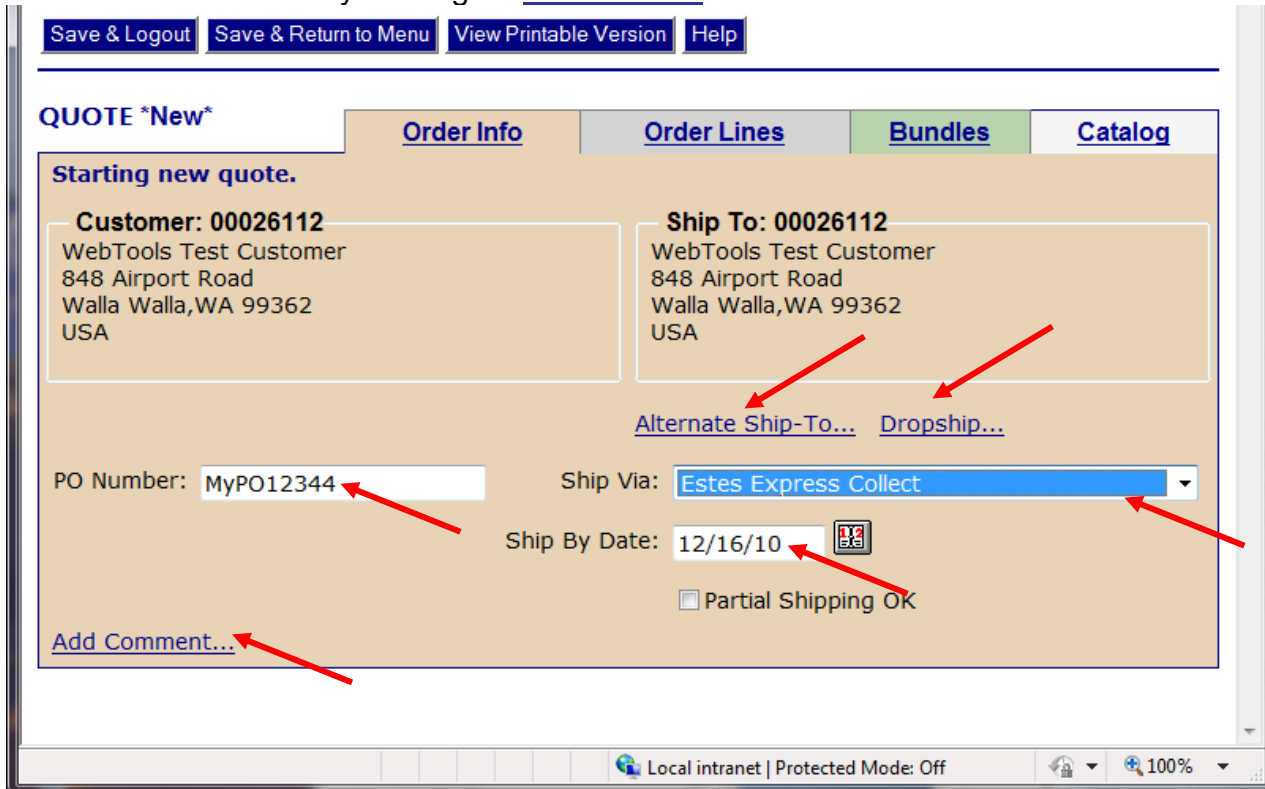 Save & Logout Save & Return to Menu View Printable Version Help
QUOTE *New* Order Info Order Lines Bundles Catalog
Starting new quote.
Customer: 00026112
WebTools Test Customer
848 Airport Road
Walla Walla,WA 99362
USA
Ship To: 00026112
WebTools Test Customer
848 Airport Road
Walla Walla,WA 99362
USA
Alternate Ship-To... Dropship...
PO Number: MyPO12344 Ship Via: Estes Express Collect
Ship By Date: 12/16/10
Partial Shipping OK
Add Comment...
Local intranet | Protected Mode: Off 100%